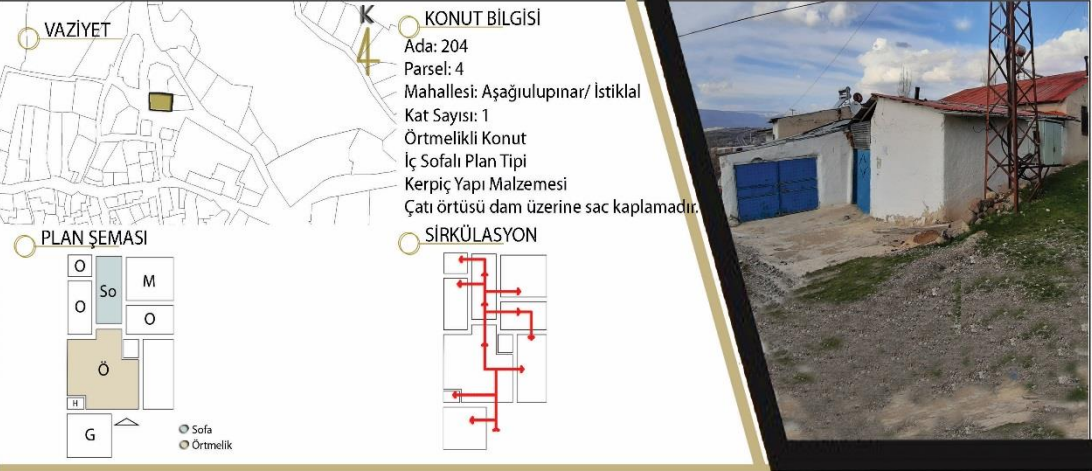 VAZİYET
K
4
KONUT BİLGİSİ
Ada: 204
Parsel: 4
Mahallesi: Aşağıulupınar/ İstiklal
Kat Sayısı: 1
Örtmelikli Konut
İç Sofalı Plan Tipi
Kerpiç Yapı Malzemesi
Çatı örtüsü dam üzerine sac kaplamadır.
PLAN ŞEMASI
O
So
M
O
O
Ö
H
G
Sofa
Örtmelik
SİRKÜLASYON